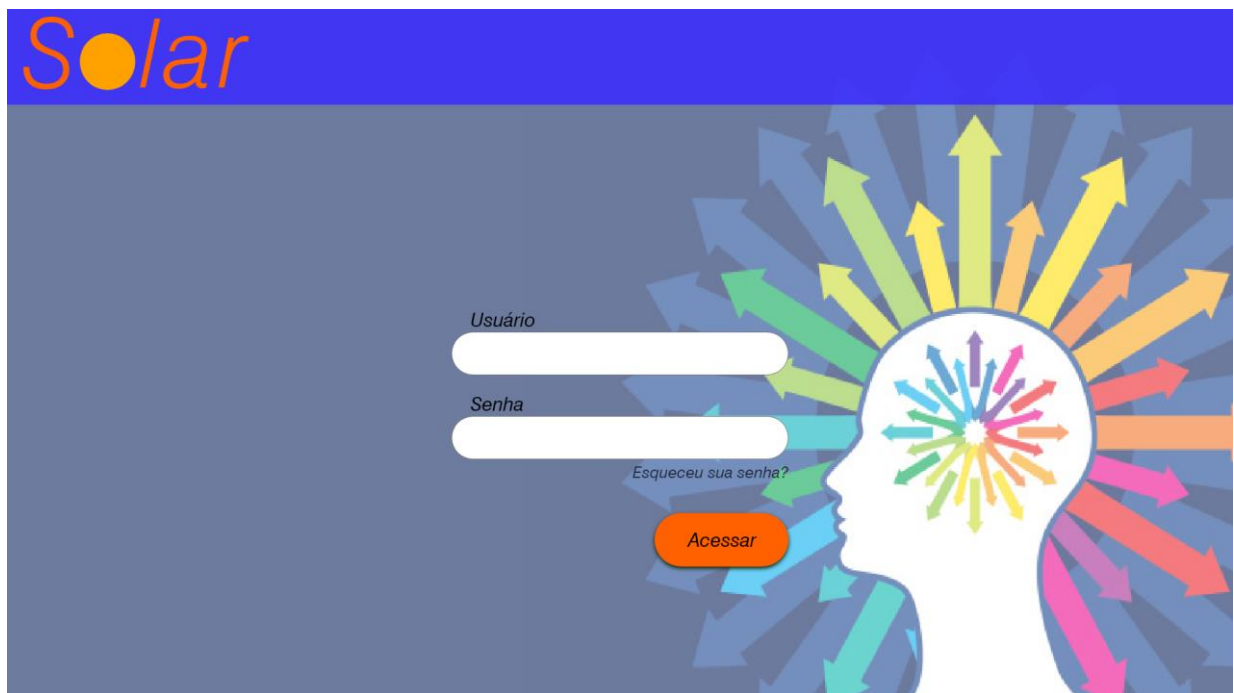 Solar
Usuário
Senha
Esqueceu sua senha?
Acessar